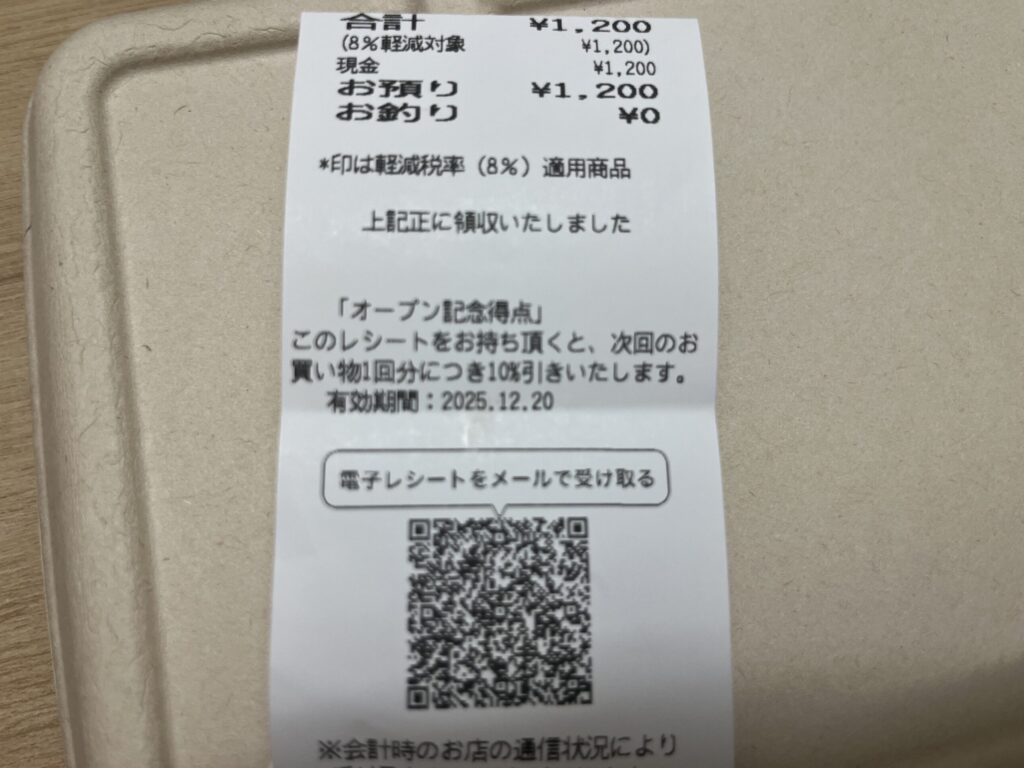 合計 ¥1,200
(8%軽減対象 ¥1,200)
現金 ¥1,200
お預り ¥1,200
お釣り ¥0
*印は軽減税率（8%）適用商品
上記正に領収いたしました
「オープン記念得点」
このレシートをお持ち頂くと、次回のお
買い物1回分につき10%引きいたします。
有効期間：2025.12.20
電子レシートをメールで受け取る
※会計時のお店の通信状況により